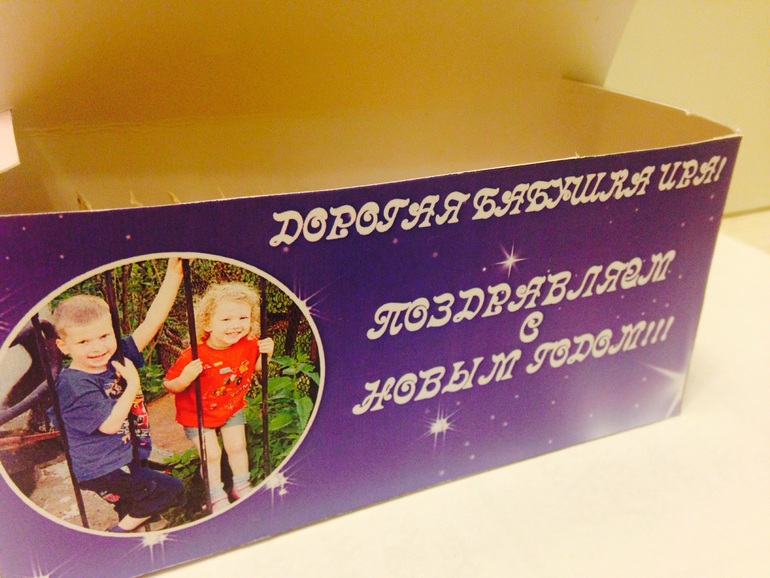 ДОРОГАЯ БАБУШКА ИРА!
ПОЗДРАВЛЯЕМ
С
НОВЫМ ГОДОМ!!!